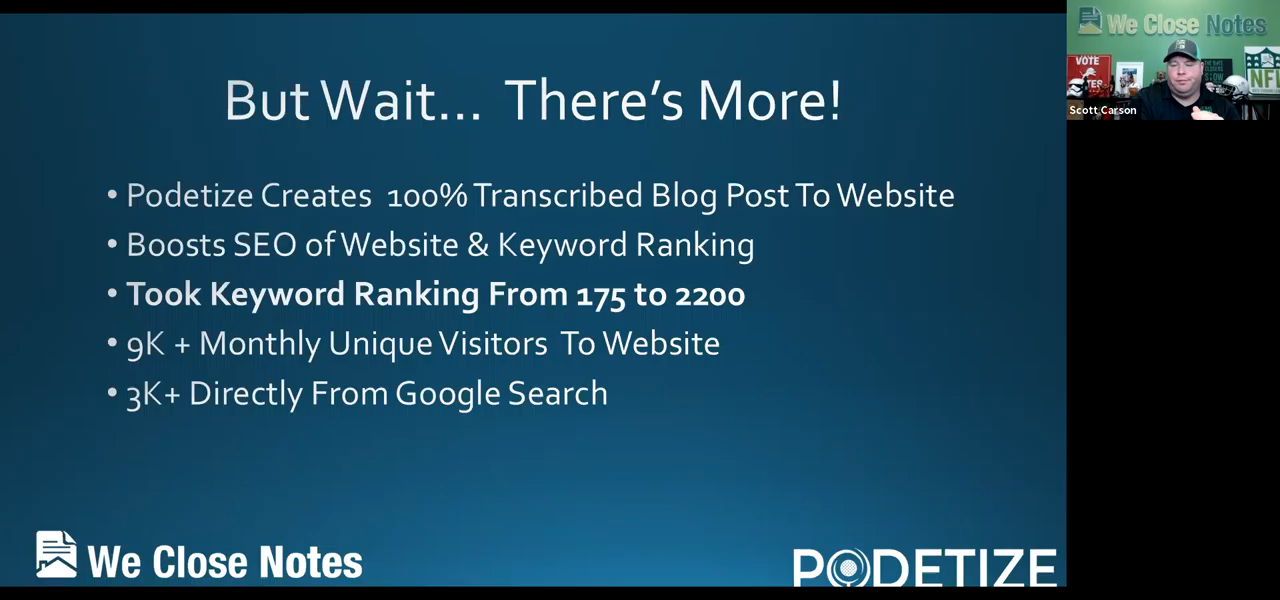 But Wait... There's More!
• Podetize Creates 100% Transcribed Blog Post To Website
• Boosts SEO of Website & Keyword Ranking
• Took Keyword Ranking From 175 to 2200
• 9K + Monthly Unique Visitors To Website
• 3K+ Directly From Google Search
We Close Notes
PODETIZE
We Close Notes
VOTE
NFL
Scott Carson